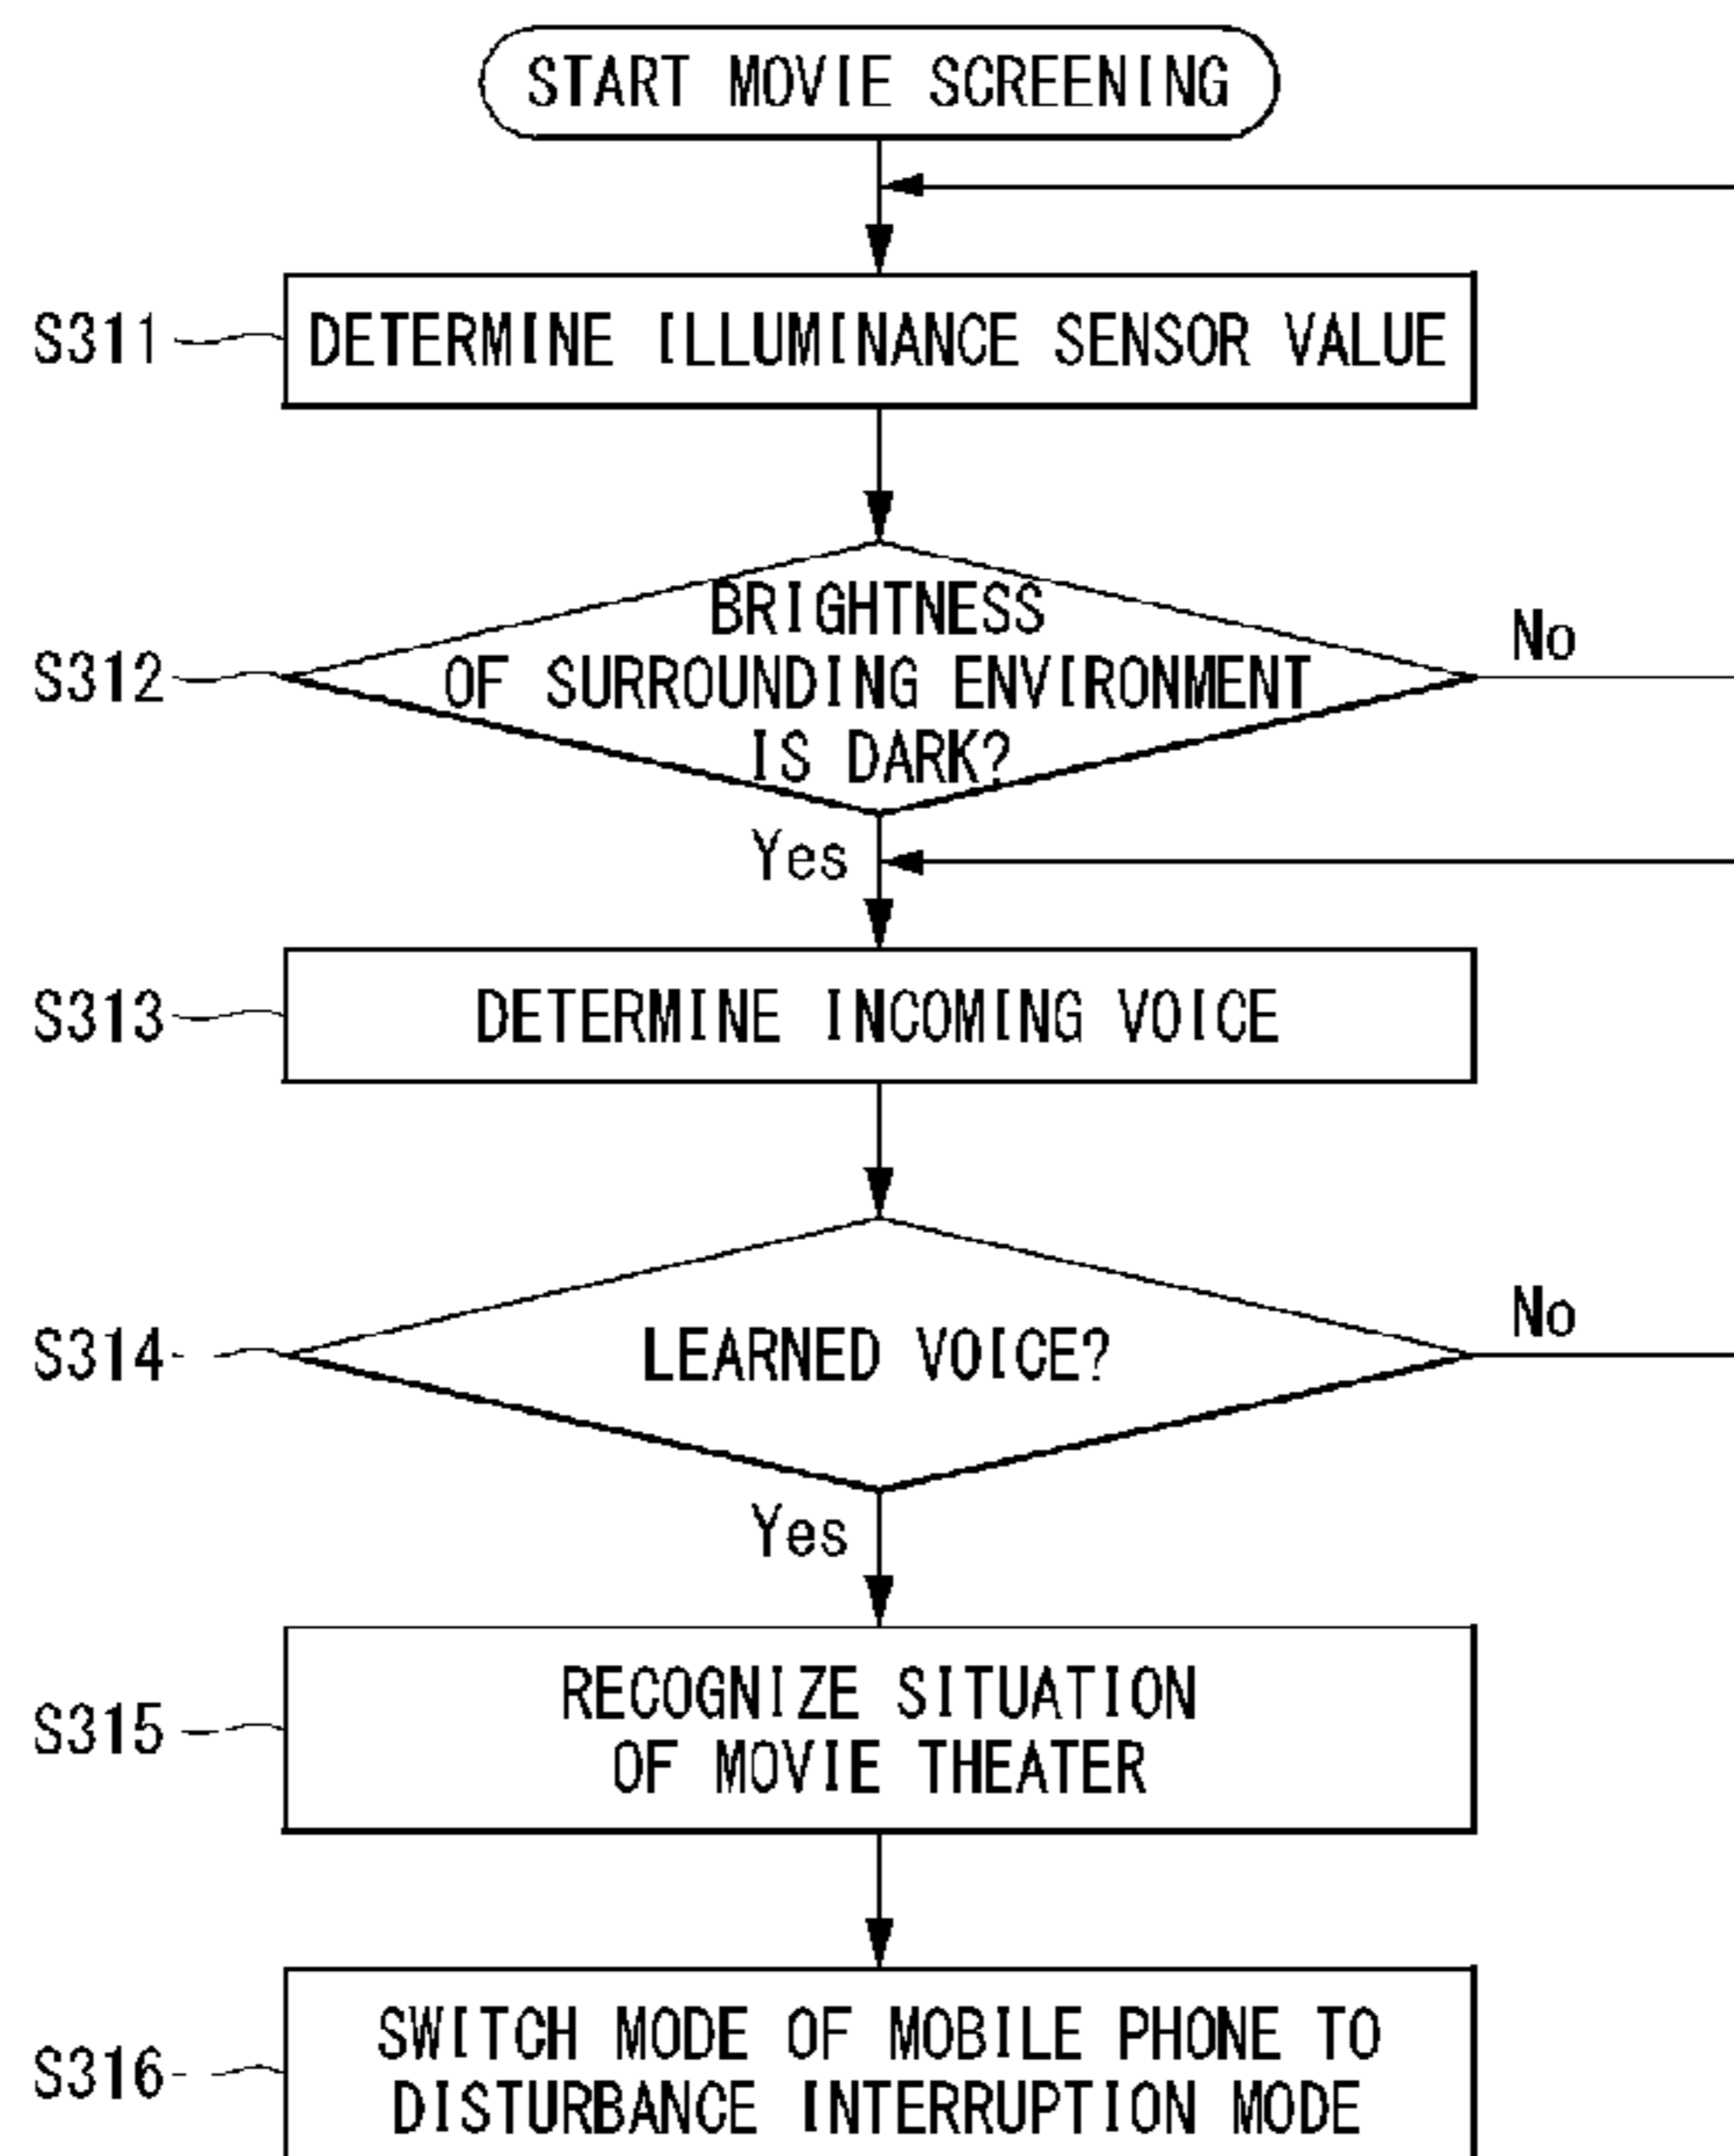 START MOVIE SCREENING
S311
DETERMINE ILLUMINANCE SENSOR VALUE
S312
BRIGHTNESS
OF SURROUNDING ENVIRONMENT
IS DARK?
No
Yes
S313
DETERMINE INCOMING VOICE
S314
LEARNED VOICE?
No
Yes
S315
RECOGNIZE SITUATION
OF MOVIE THEATER
S316
SWITCH MODE OF MOBILE PHONE TO
DISTURBANCE INTERRUPTION MODE